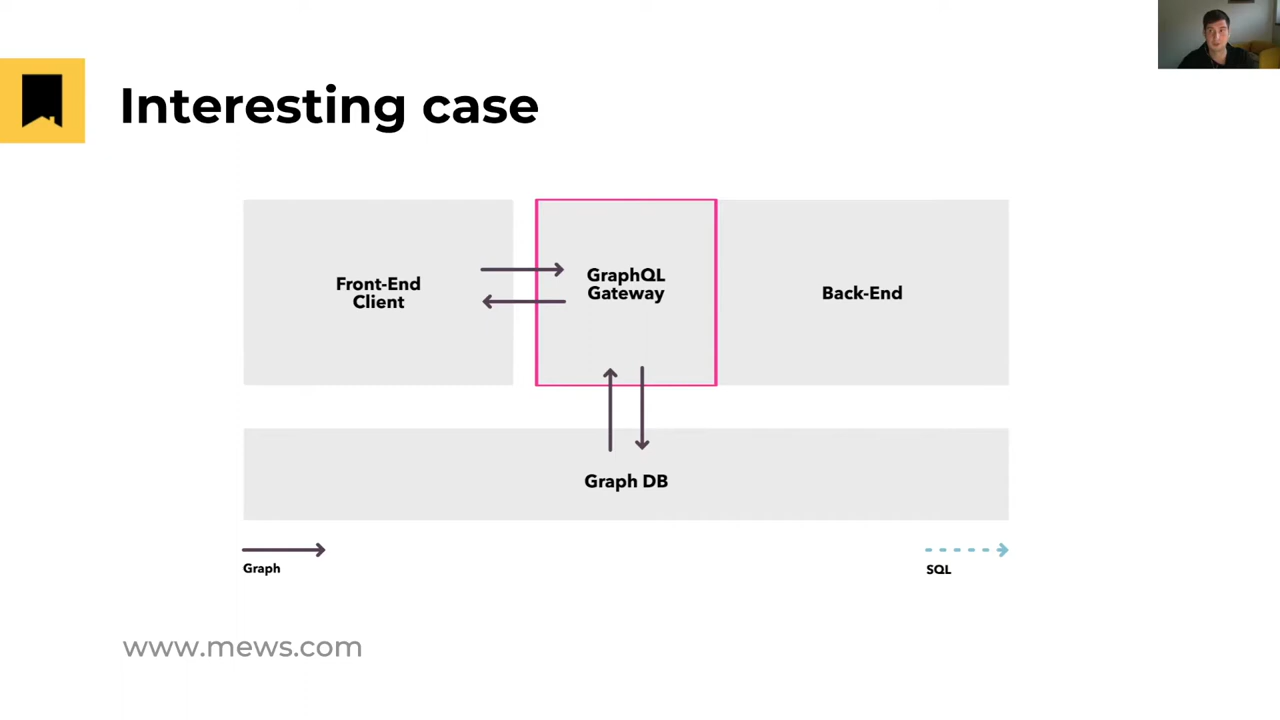 Interesting case
Front-End
Client
GraphQL
Gateway
Back-End
Graph DB
Graph
SQL
www.mews.com